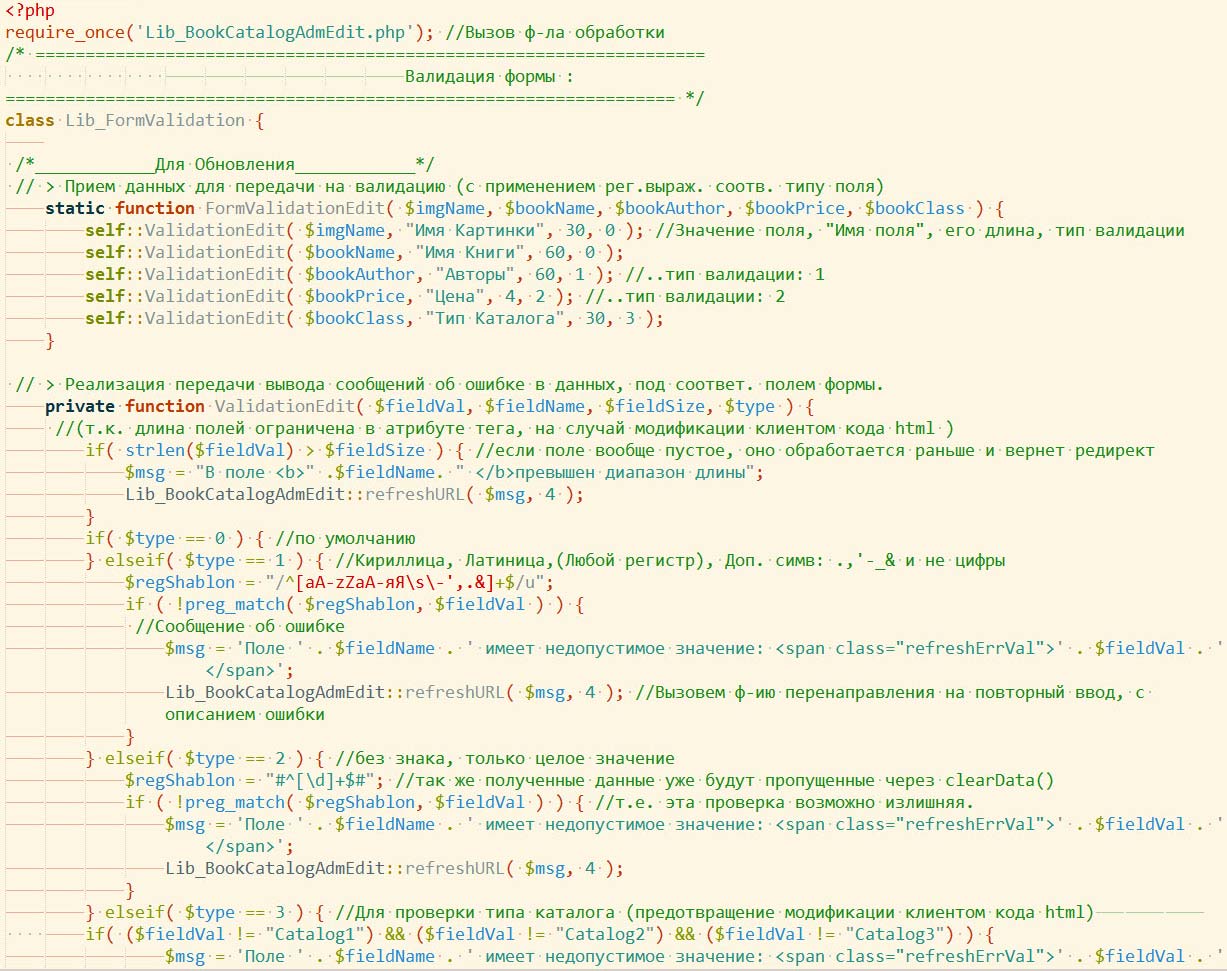 <?php
require_once('Lib_BookCatalogAdmEdit.php'); //Вызов ф-ла обработки
/* ===================================================================
Валидация формы :
=================================================================== */
class Lib_FormValidation {
/*____________Для Обновления____________*/
// > Прием данных для передачи на валидацию (с применением рег.выраж. соотв. типу поля)
static function FormValidationEdit( $imgName, $bookName, $bookAuthor, $bookPrice, $bookClass ) {
self::ValidationEdit( $imgName, "Имя Картинки", 30, 0 ); //Значение поля, "Имя поля", его длина, тип валидации
self::ValidationEdit( $bookName, "Имя Книги", 60, 0 );
self::ValidationEdit( $bookAuthor, "Авторы", 60, 1 ); //..тип валидации: 1
self::ValidationEdit( $bookPrice, "Цена", 4, 2 ); //..тип валидации: 2
self::ValidationEdit( $bookClass, "Тип Каталога", 30, 3 );
}
// > Реализация передачи вывода сообщений об ошибке в данных, под соответ. полем формы.
private function ValidationEdit( $fieldVal, $fieldName, $fieldSize, $type ) {
//(т.к. длина полей ограничена в атрибуте тега, на случай модификации клиентом кода html )
if( strlen($fieldVal) > $fieldSize ) { //если поле вообще пустое, оно обработается раньше и вернет редирект
$msg = "В поле <b>" .$fieldName. " </b>превышен диапазон длины";
Lib_BookCatalogAdmEdit::refreshURL( $msg, 4 );
}
if( $type == 0 ) { //по умолчанию
} elseif( $type == 1 ) { //Кириллица, Латиница,(Любой регистр), Доп. симв: .,'-_& и не цифры
$regShablon = "/^[aA-zZаА-яЯ\s\-',.&]+$/u";
if ( !preg_match( $regShablon, $fieldVal ) ) {
//Сообщение об ошибке
$msg = 'Поле ' . $fieldName . ' имеет недопустимое значение: <span class="refreshErrVal">' . $fieldVal . '
</span>';
Lib_BookCatalogAdmEdit::refreshURL( $msg, 4 ); //Вызовем ф-ию перенаправления на повторный ввод, с
описанием ошибки
}
} elseif( $type == 2 ) { //без знака, только целое значение
$regShablon = "#^[\d]+$#"; //так же полученные данные уже будут пропущенные через clearData()
if ( !preg_match( $regShablon, $fieldVal ) ) { //т.е. эта проверка возможно излишняя.
$msg = 'Поле ' . $fieldName . ' имеет недопустимое значение: <span class="refreshErrVal">' . $fieldVal . '
</span>';
Lib_BookCatalogAdmEdit::refreshURL( $msg, 4 );
}
} elseif( $type == 3 ) { //Для проверки типа каталога (предотвращение модификации клиентом кода html)
if( ($fieldVal != "Catalog1") && ($fieldVal != "Catalog2") && ($fieldVal != "Catalog3") ) {
$msg = 'Поле ' . $fieldName . ' имеет недопустимое значение: <span class="refreshErrVal">' . $fieldVal . '